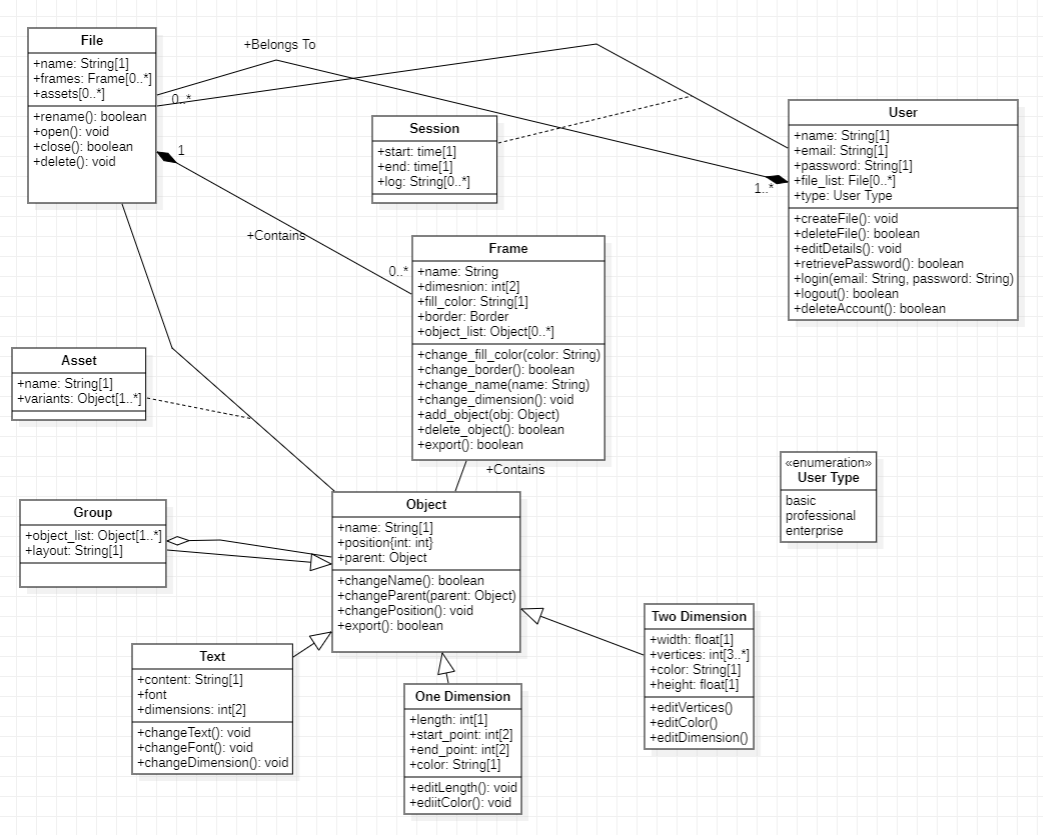 File
+name: String[1]
+frames: Frame[0..*]
+assets[0..*]
+rename(): boolean
+open(): void
+close(): boolean
+delete(): void
+Belongs To
0..*
1
1..*
Session
+start: time[1]
+end: time[1]
+log: String[0..*]
User
+name: String[1]
+email: String[1]
+password: String[1]
+file_list: File[0..*]
+type: User Type
+createFile(): void
+deleteFile(): boolean
+editDetails(): void
+retrievePassword(): boolean
+login(email: String, password: String)
+logout(): boolean
+deleteAccount(): boolean
+Contains
0..*
Frame
+name: String
+dimesnion: int[2]
+fill_color: String[1]
+border: Border
+object_list: Object[0..*]
+change_fill_color(color: String)
+change_border(): boolean
+change_name(name: String)
+change_dimension(): void
+add_object(obj: Object)
+delete_object(): boolean
+export(): boolean
Asset
+name: String[1]
+variants: Object[1..*]
+Contains
«enumeration»
User Type
basic
professional
enterprise
Group
+object_list: Object[1..*]
+layout: String[1]
Object
+name: String[1]
+position{int: int}
+parent: Object
+changeName(): boolean
+changeParent(parent: Object)
+changePosition(): void
+export(): boolean
Two Dimension
+width: float[1]
+vertices: int[3..*]
+color: String[1]
+height: float[1]
+editVertices()
+editColor()
+editDimension()
Text
+content: String[1]
+font
+dimensions: int[2]
+changeText(): void
+changeFont(): void
+changeDimension(): void
One Dimension
+length: int[1]
+start_point: int[2]
+end_point: int[2]
+color: String[1]
+editLength(): void
+ediitColor(): void